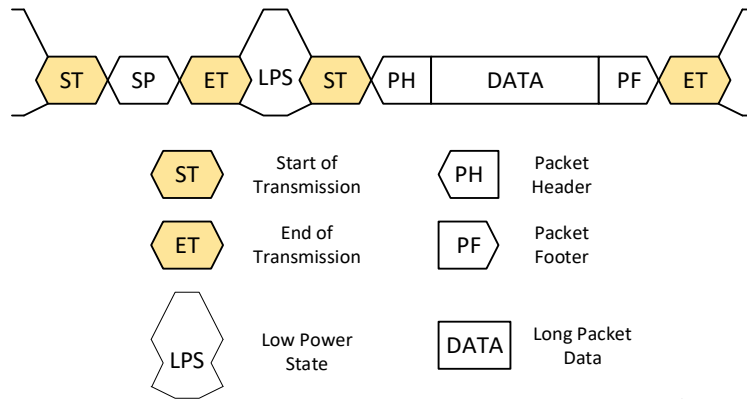 ST SP ET LPS ST PH DATA PF ET
ST Start of Transmission
PH Packet Header
ET End of Transmission
PF Packet Footer
LPS Low Power State
DATA Long Packet Data